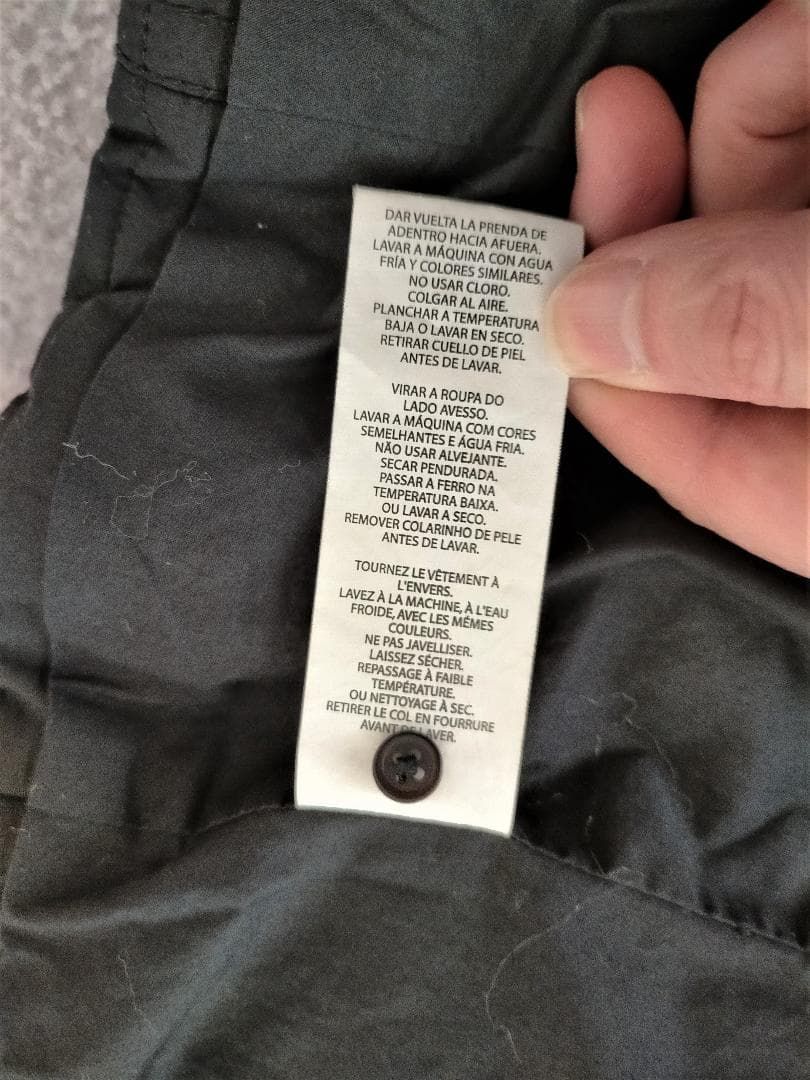 DAR VUELTA LA PRENDA DE
ADENTRO HACIA AFUERA.
LAVAR A MÁQUINA CON AGUA
FRÍA Y COLORES SIMILARES.
NO USAR CLORO.
COLGAR AL AIRE.
PLANCHAR A TEMPERATURA
BAJA O LAVAR EN SECO.
RETIRAR CUELLO DE PIEL
ANTES DE LAVAR.
VIRAR A ROUPA DO
LADO AVESSO.
LAVAR A MÁQUINA COM CORES
SEMELHANTES E ÁGUA FRIA.
NÃO USAR ALVEJANTE.
SECAR PENDURADA.
PASSAR A FERRO NA
TEMPERATURA BAIXA.
OU LAVAR A SECO.
REMOVER COLARINHO DE PELE
ANTES DE LAVAR.
TOURNEZ LE VÊTEMENT À
L'ENVERS.
LAVEZ À LA MACHINE, À L'EAU
FROIDE, AVEC LES MÉMES
COULEURS.
NE PAS JAVELLISER.
LAISSEZ SÉCHER.
REPASSAGE À FAIBLE
TEMPÉRATURE.
OU NETTOYAGE À SEC.
RETIRER LE COL EN FOURRURE
AVANT DE LAVER.